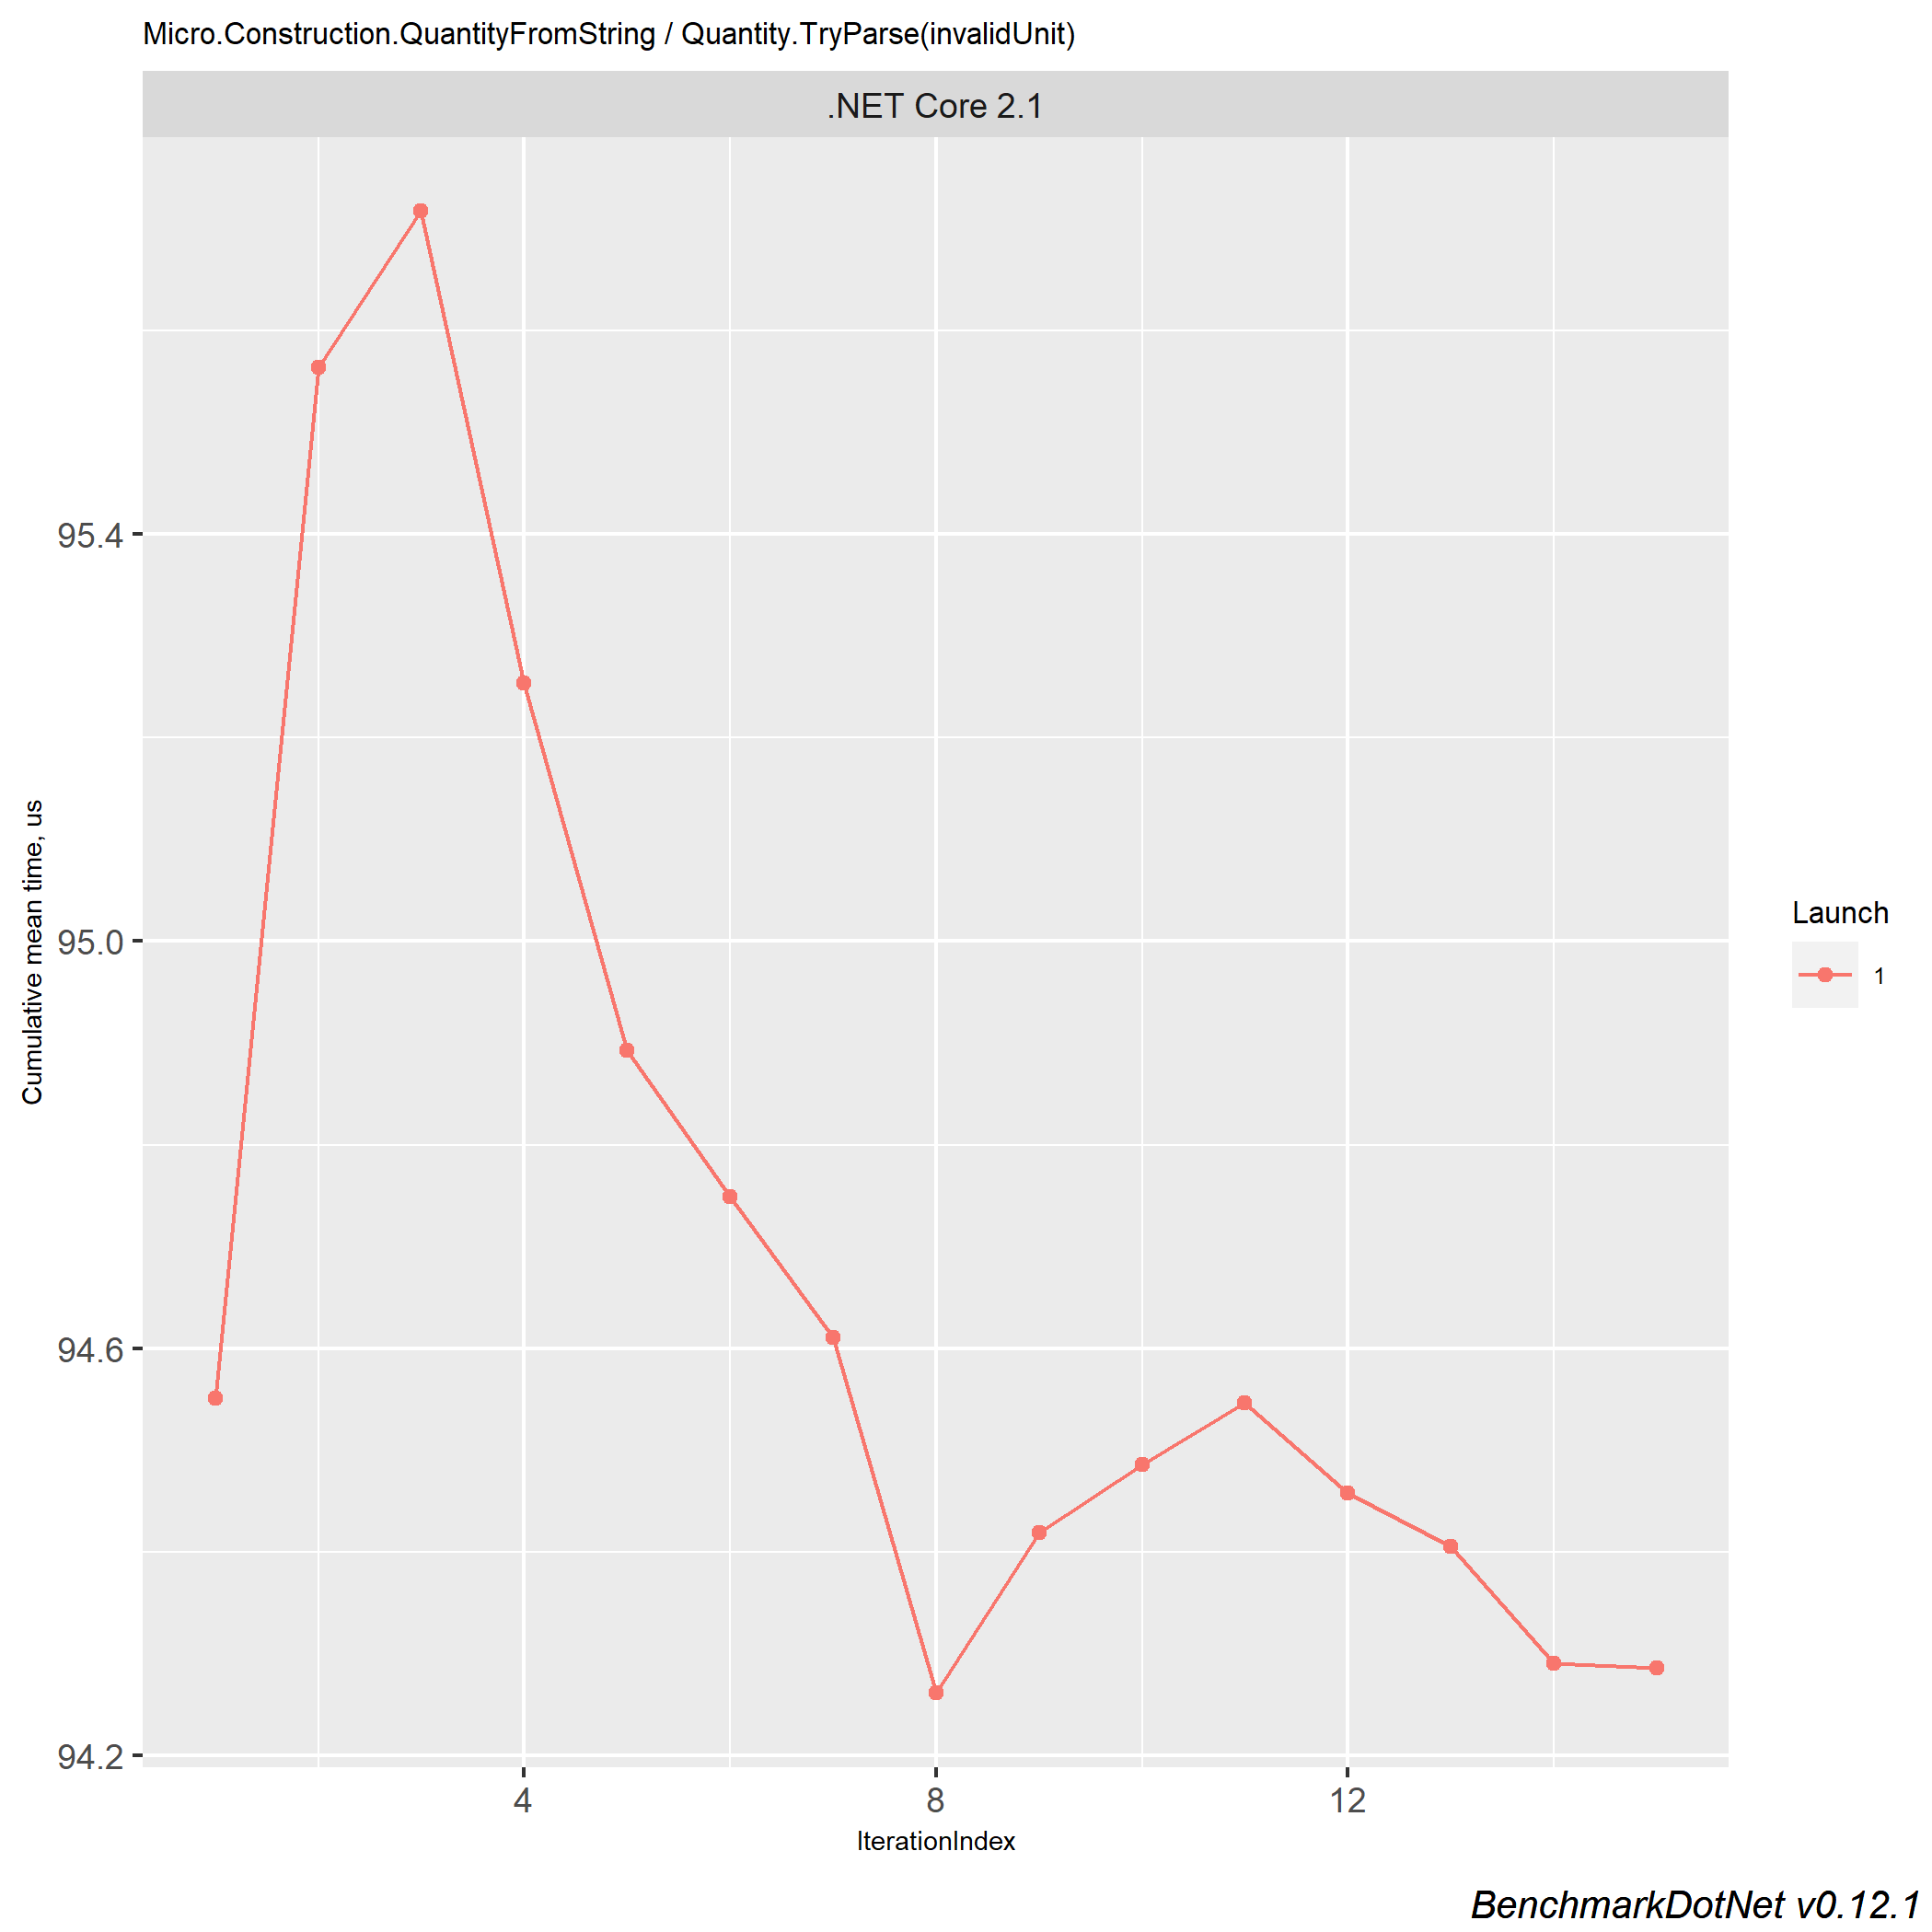 Micro.Construction.QuantityFromString / Quantity.TryParse(invalidUnit)
.NET Core 2.1
95.4
95.0
94.6
94.2
Cumulative mean time, us
4 8 12
IterationIndex
Launch
1
BenchmarkDotNet v0.12.1